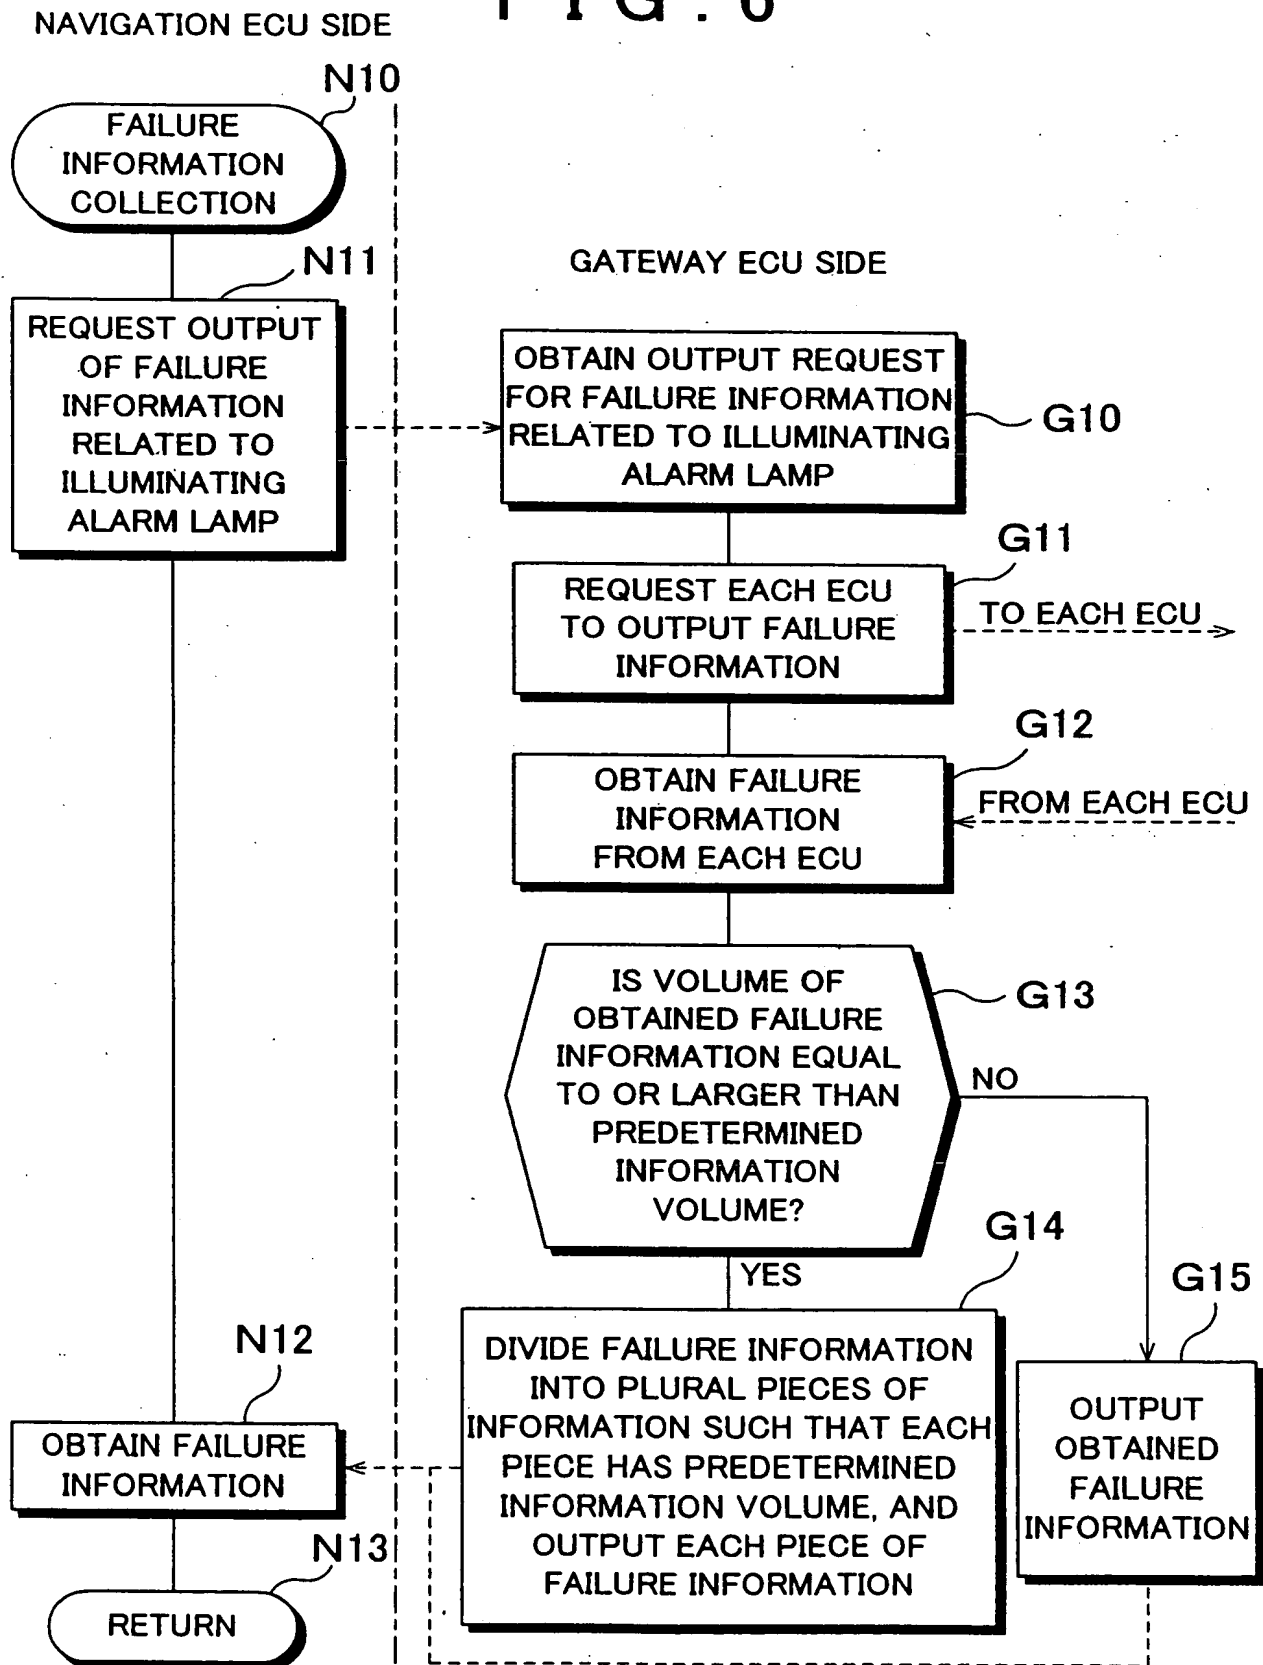 FIG. 6
NAVIGATION ECU SIDE
N10
FAILURE
INFORMATION
COLLECTION
N11
REQUEST OUTPUT
OF FAILURE
INFORMATION
RELATED TO
ILLUMINATING
ALARM LAMP
GATEWAY ECU SIDE
OBTAIN OUTPUT REQUEST
FOR FAILURE INFORMATION
RELATED TO ILLUMINATING
ALARM LAMP
G10
G11
REQUEST EACH ECU
TO OUTPUT FAILURE
INFORMATION
TO EACH ECU
G12
OBTAIN FAILURE
INFORMATION
FROM EACH ECU
FROM EACH ECU
IS VOLUME OF
OBTAINED FAILURE
INFORMATION EQUAL
TO OR LARGER THAN
PREDETERMINED
INFORMATION
VOLUME?
G13
NO
YES
G14
DIVIDE FAILURE INFORMATION
INTO PLURAL PIECES OF
INFORMATION SUCH THAT EACH
PIECE HAS PREDETERMINED
INFORMATION VOLUME, AND
OUTPUT EACH PIECE OF
FAILURE INFORMATION
G15
OUTPUT
OBTAINED
FAILURE
INFORMATION
N12
OBTAIN FAILURE
INFORMATION
N13
RETURN